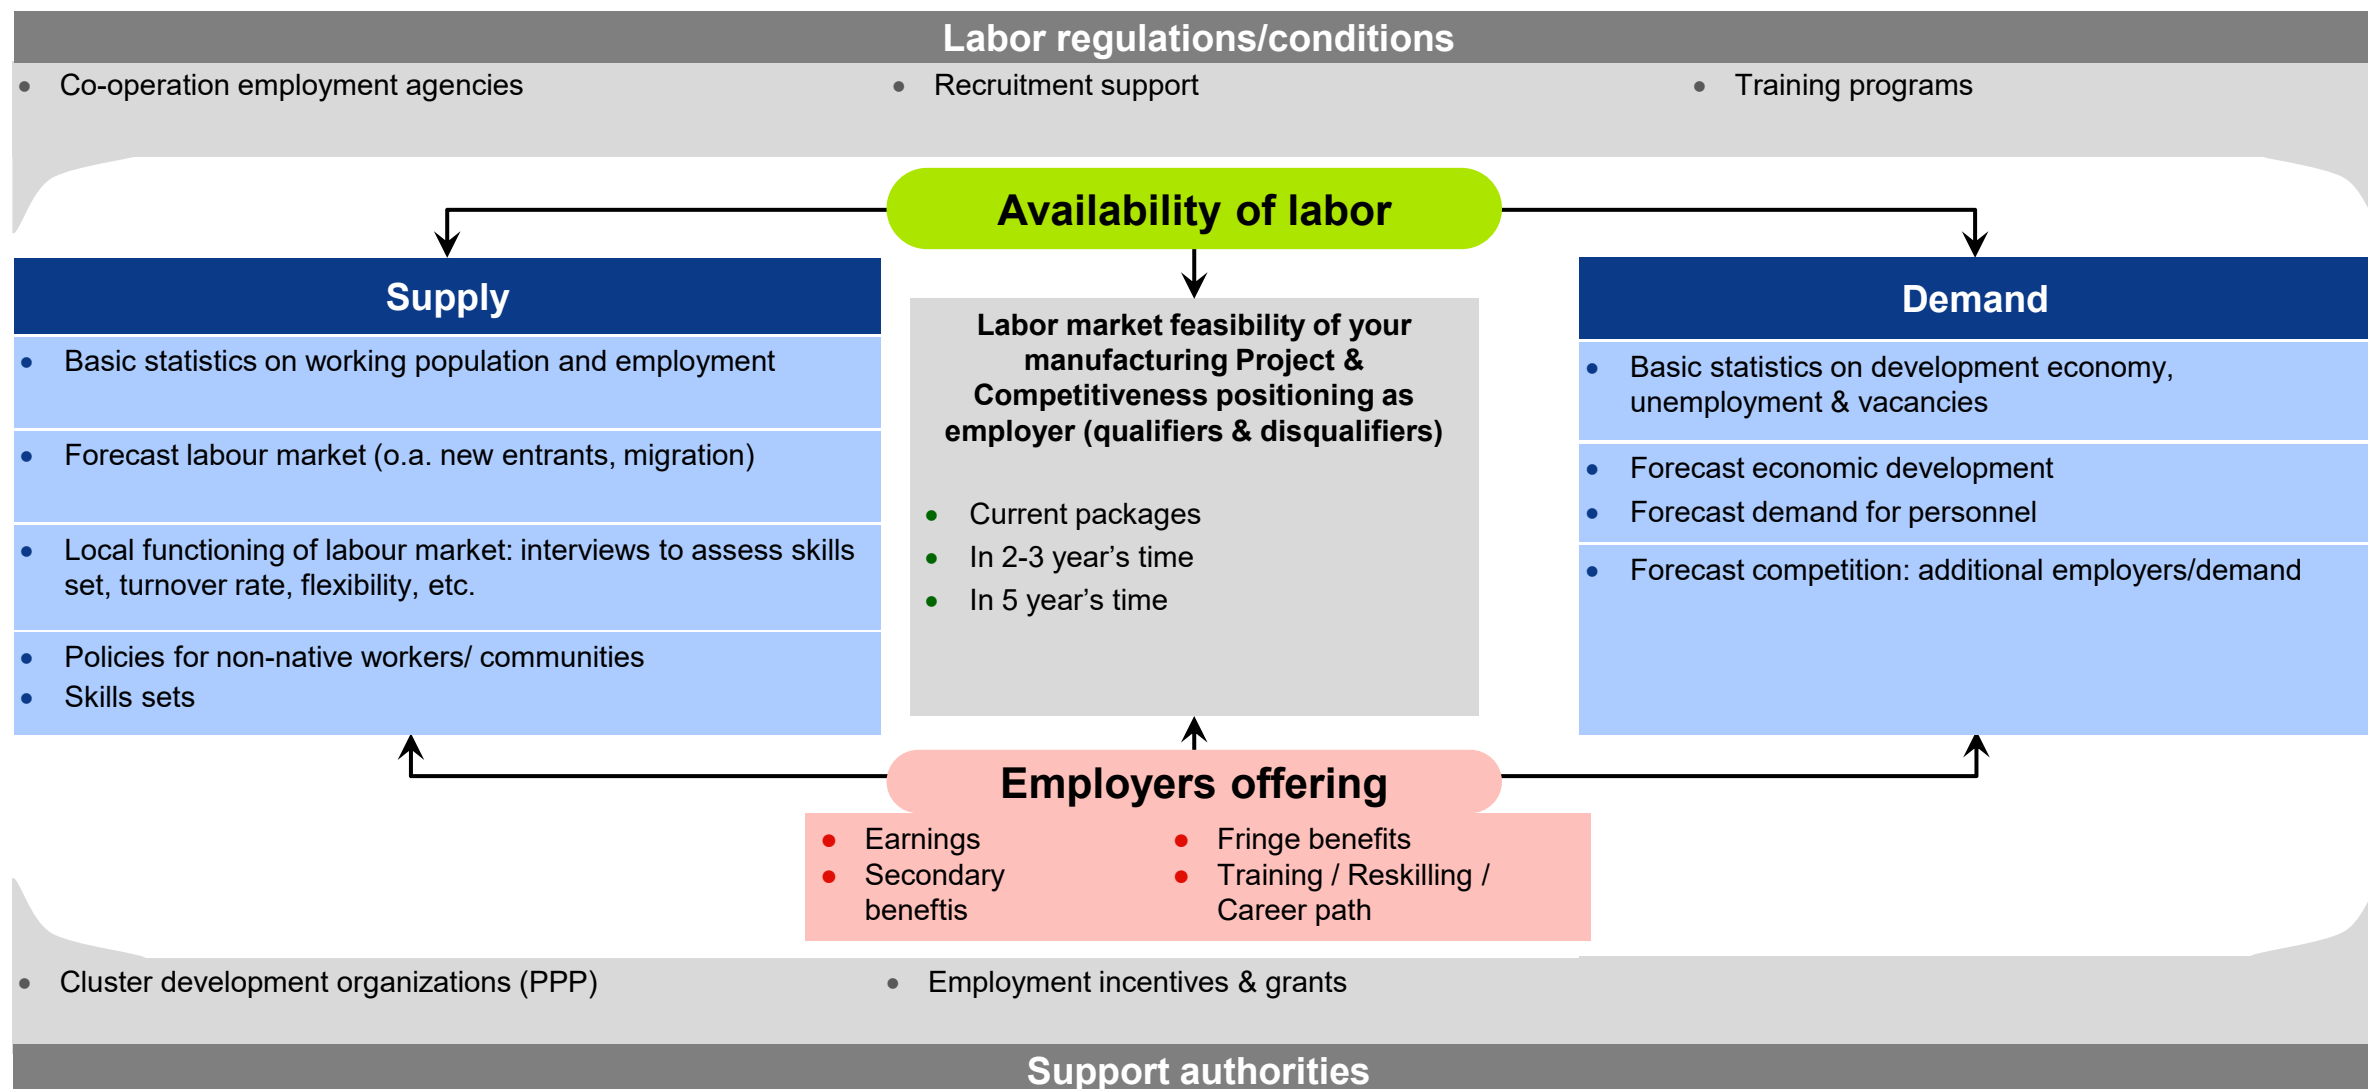 Labor regulations/conditions
Co-operation employment agencies
Recruitment support
Training programs
Availability of labor
Supply
Basic statistics on working population and employment
Forecast labour market (o.a. new entrants, migration)
Local functioning of labour market: interviews to assess skills
set, turnover rate, flexibility, etc.
Policies for non-native workers/ communities
Skills sets
Labor market feasibility of your
manufacturing Project &
Competitiveness positioning as
employer (qualifiers & disqualifiers)
Current packages
In 2-3 year’s time
In 5 year’s time
Demand
Basic statistics on development economy,
unemployment & vacancies
Forecast economic development
Forecast demand for personnel
Forecast competition: additional employers/demand
Employers offering
Earnings
Secondary
beneftis
Fringe benefits
Training / Reskilling /
Career path
Cluster development organizations (PPP)
Employment incentives & grants
Support authorities